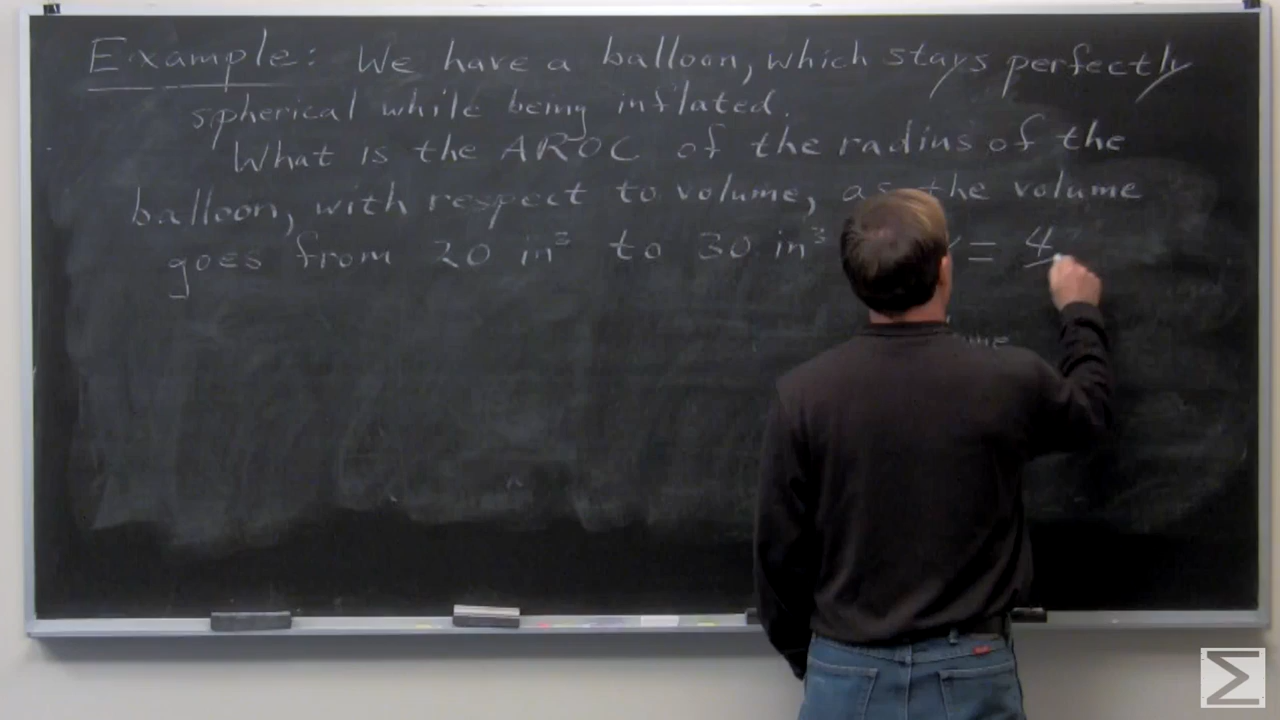 Example: We have a balloon, which stays perfectly
spherical while being inflated.
What is the AROC of the radius of the
balloon, with respect to volume, as the volume
goes from 20 in³ to 30 in³ = 4
Σ